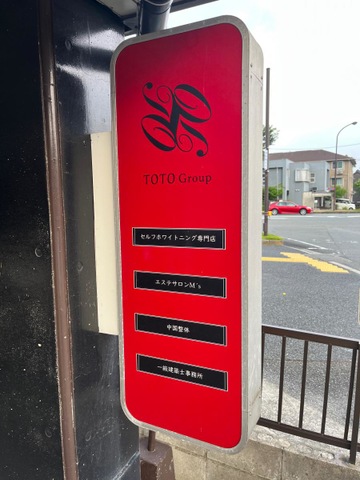 TOTO Group
セルフホワイトニング専門店
エステサロンM's
中国整体
一級建築士事務所